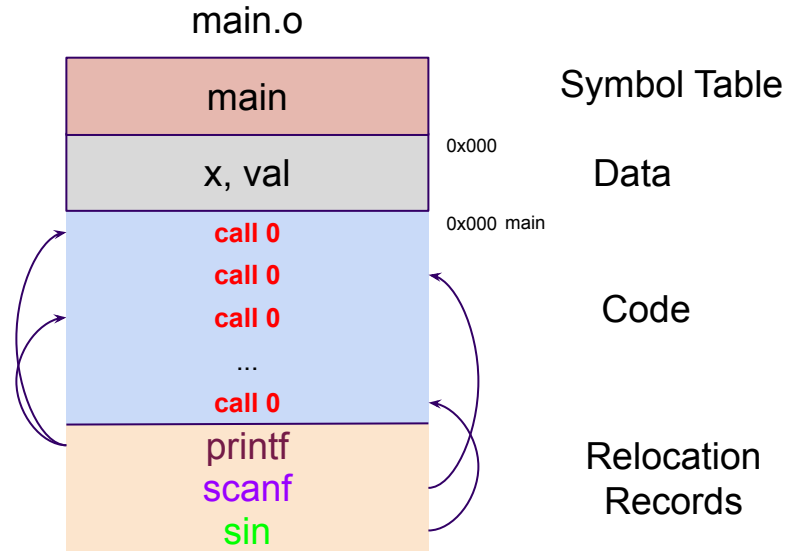 main.o
main
Symbol Table
0x000
x, val
Data
0x000 main
call 0
call 0
call 0
Code
...
call 0
printf
Relocation
scanf
Records
sin